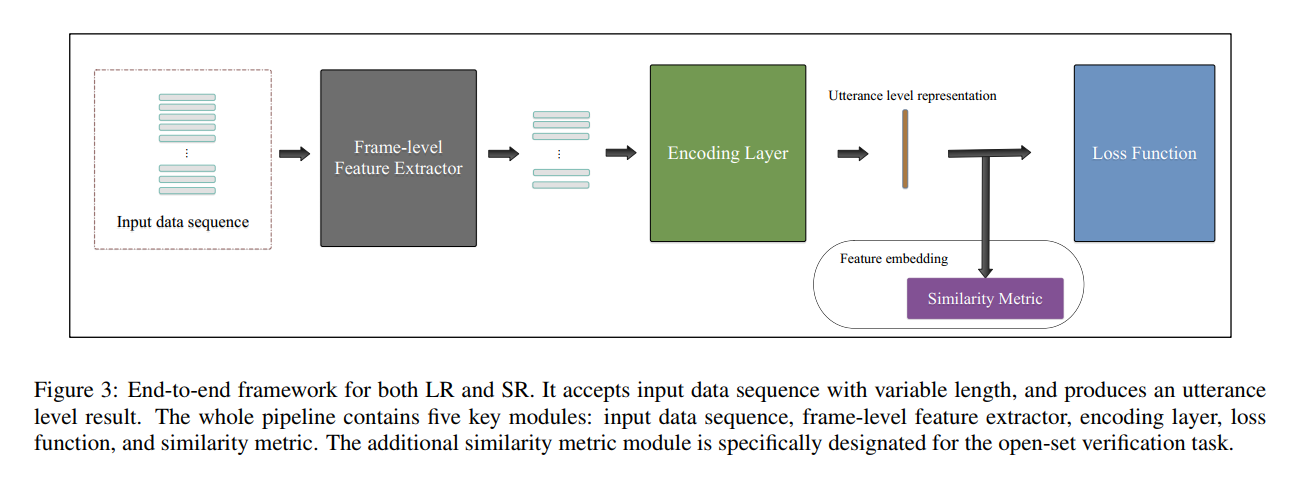 Input data sequence
Frame-level
Feature Extractor
Encoding Layer
Utterance level representation
Loss Function
Feature embedding
Similarity Metric
Figure 3: End-to-end framework for both LR and SR. It accepts input data sequence with variable length, and produces an utterance
level result. The whole pipeline contains five key modules: input data sequence, frame-level feature extractor, encoding layer, loss
function, and similarity metric. The additional similarity metric module is specifically designated for the open-set verification task.